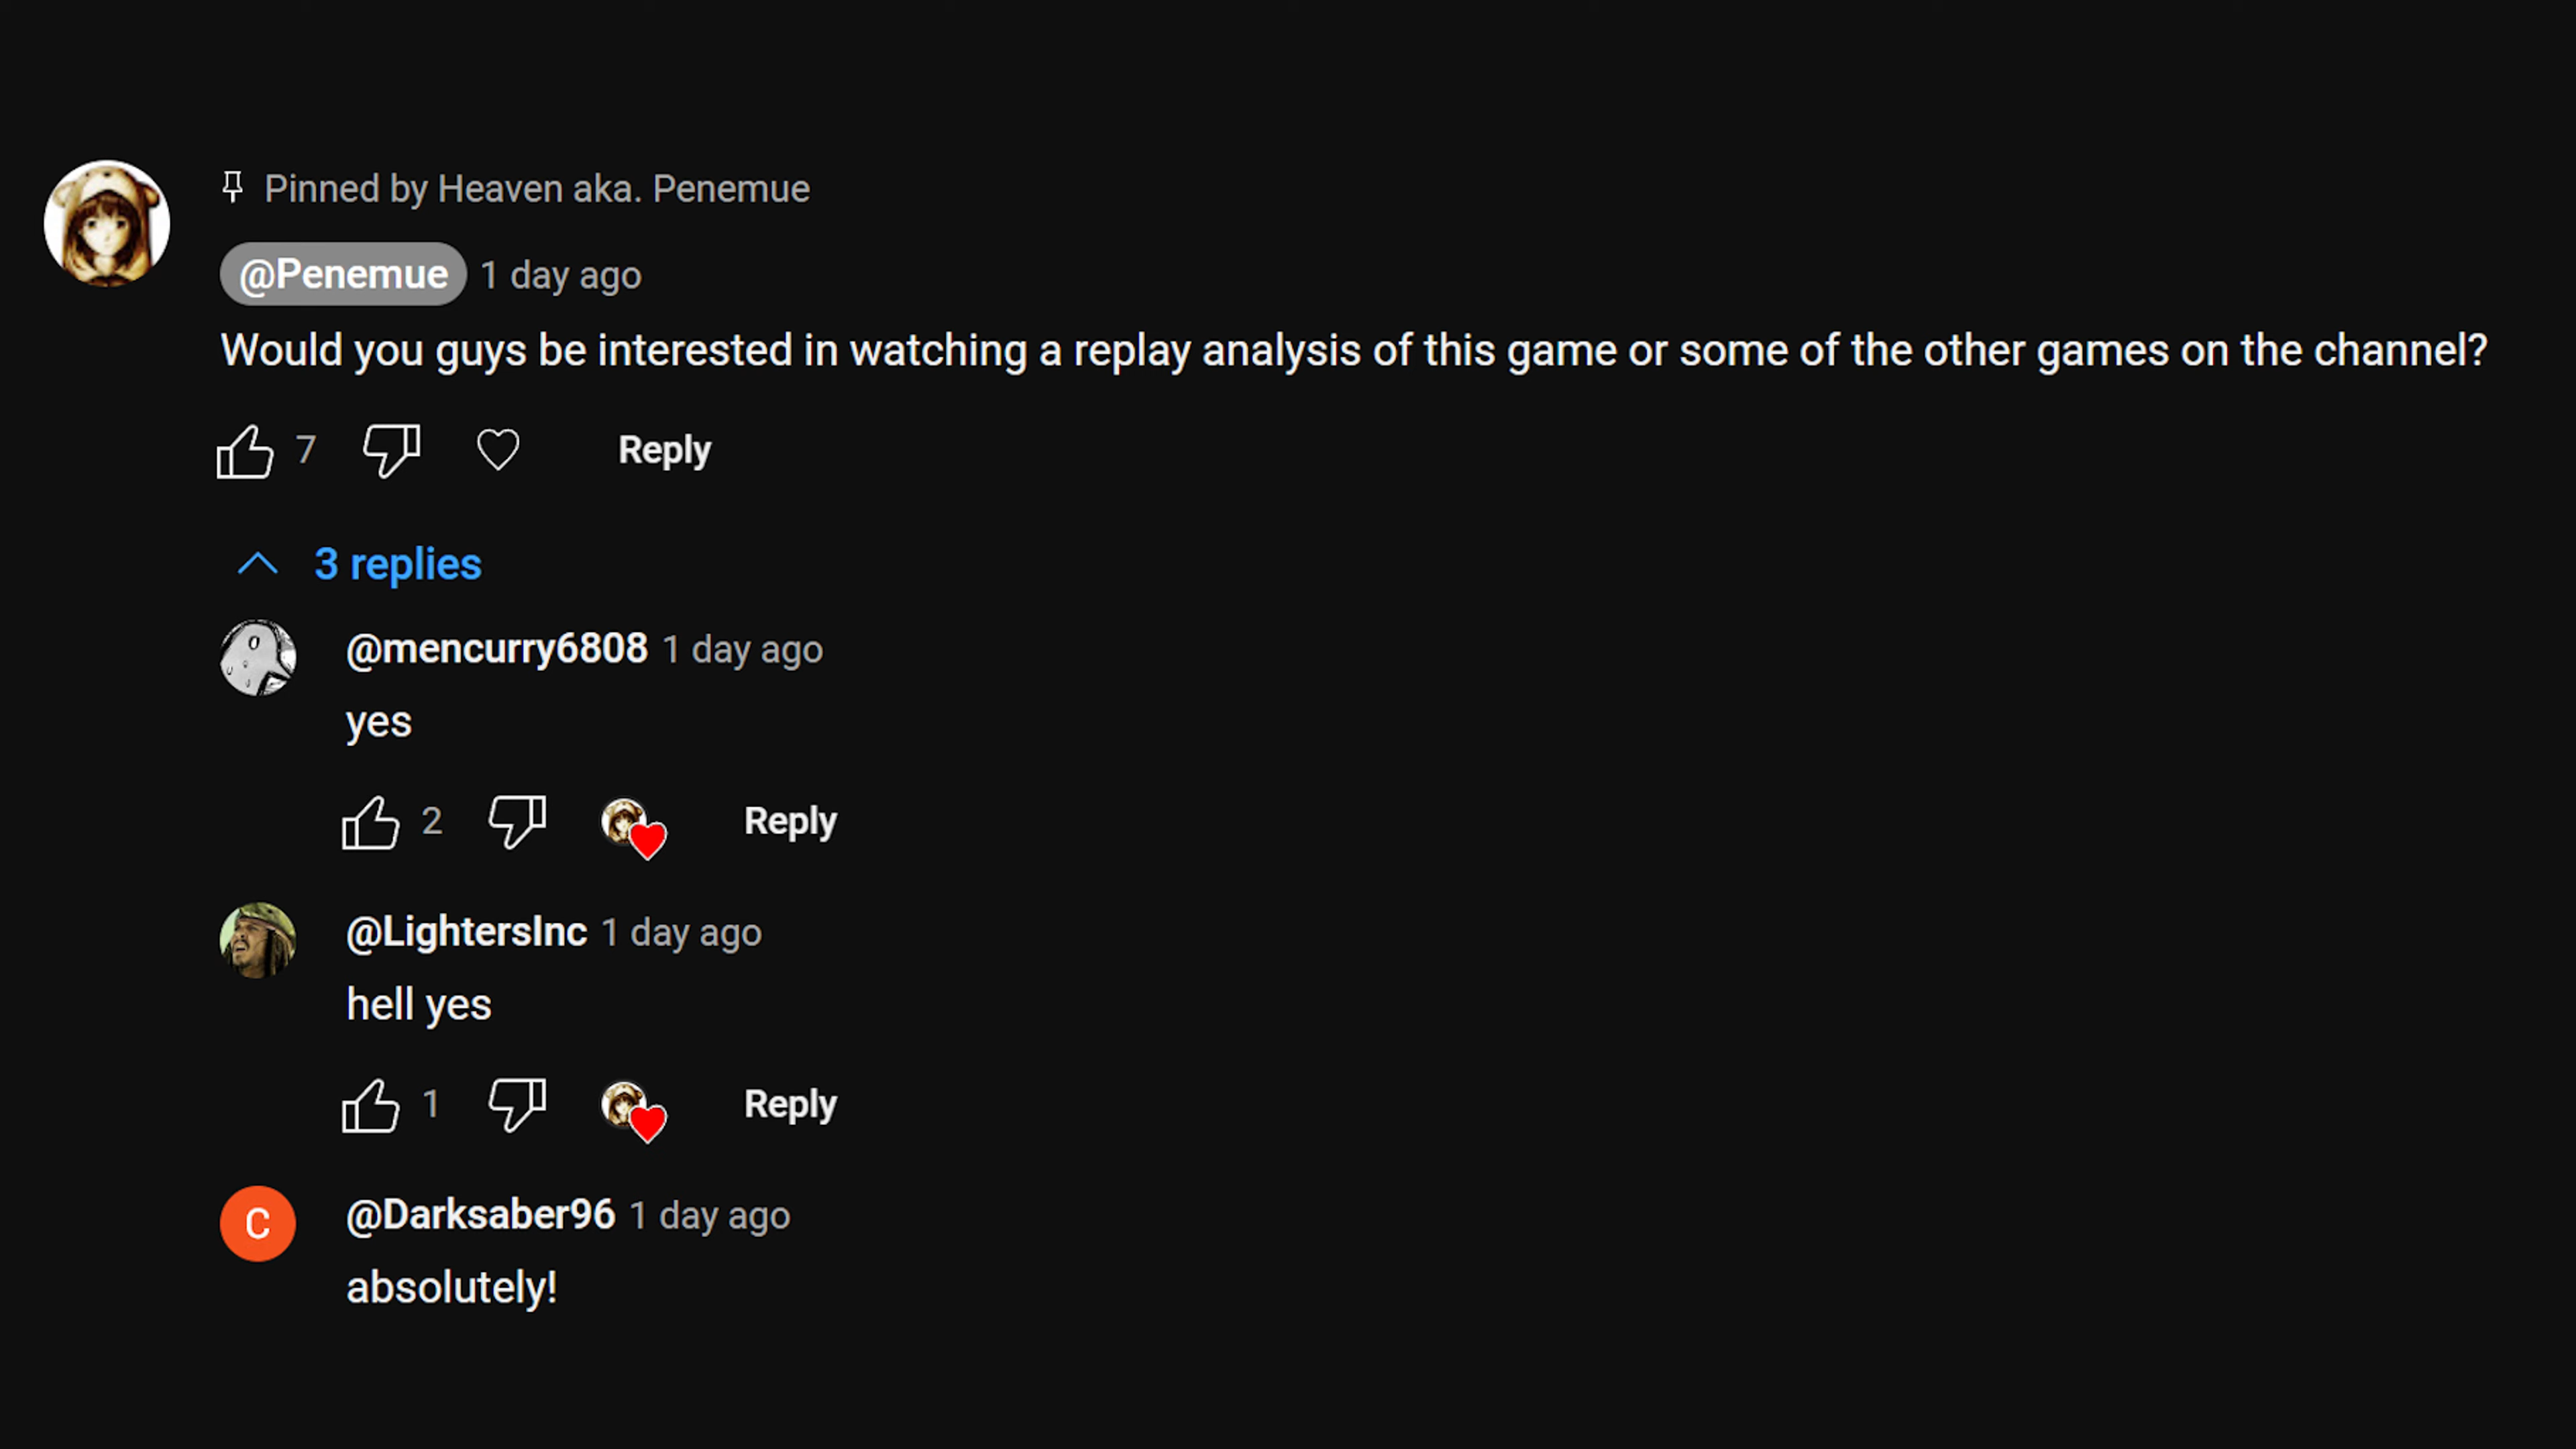 Pinned by Heaven aka. Penemue
@Penemue 1 day ago
Would you guys be interested in watching a replay analysis of this game or some of the other games on the channel?
7 Reply
3 replies
@mencurry6808 1 day ago
yes
2 Reply
@LightersInc 1 day ago
hell yes
1 Reply
C @Darksaber96 1 day ago
absolutely!